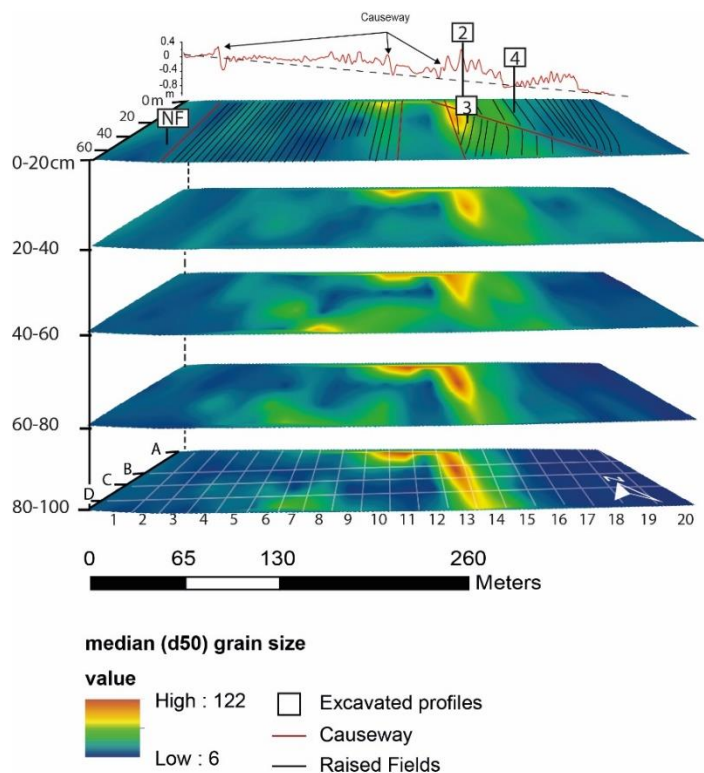 Causeway
0.4
0
-0.4
-0.8
m
2
4
3
NF
0m
20
40
60
0-20cm
20-40
40-60
60-80
80-100
A
B
C
D
1 2 3 4 5 6 7 8 9 10 11 12 13 14 15 16 17 18 19 20
0 65 130 260
Meters
median (d50) grain size
value
High : 122
Low : 6
Excavated profiles
Causeway
Raised Fields